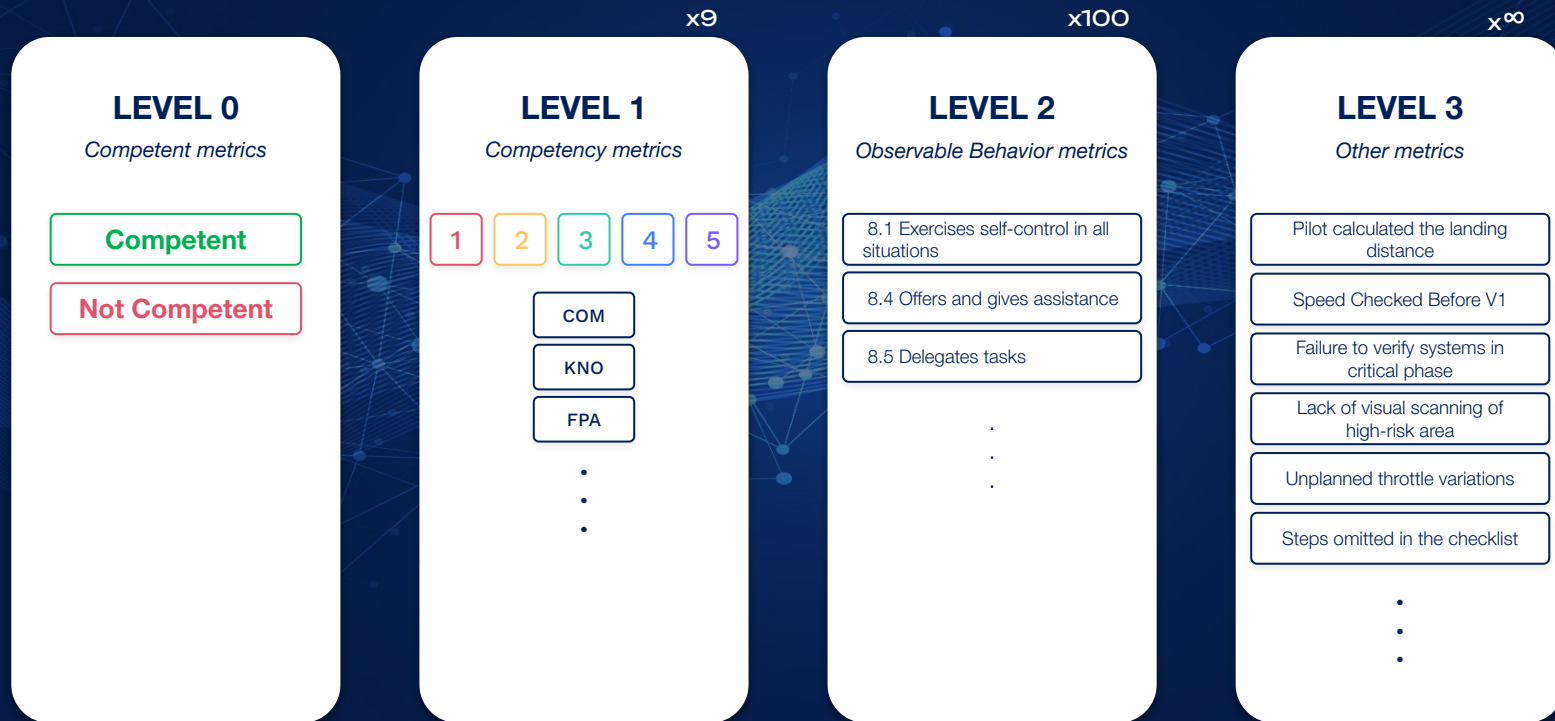 x9
x100
x∞
LEVEL 0
Competent metrics
Competent
Not Competent
LEVEL 1
Competency metrics
1 2 3 4 5
COM
KNO
FPA
LEVEL 2
Observable Behavior metrics
8.1 Exercises self-control in all
situations
8.4 Offers and gives assistance
8.5 Delegates tasks
.
.
.
LEVEL 3
Other metrics
Pilot calculated the landing
distance
Speed Checked Before V1
Failure to verify systems in
critical phase
Lack of visual scanning of
high-risk area
Unplanned throttle variations
Steps omitted in the checklist